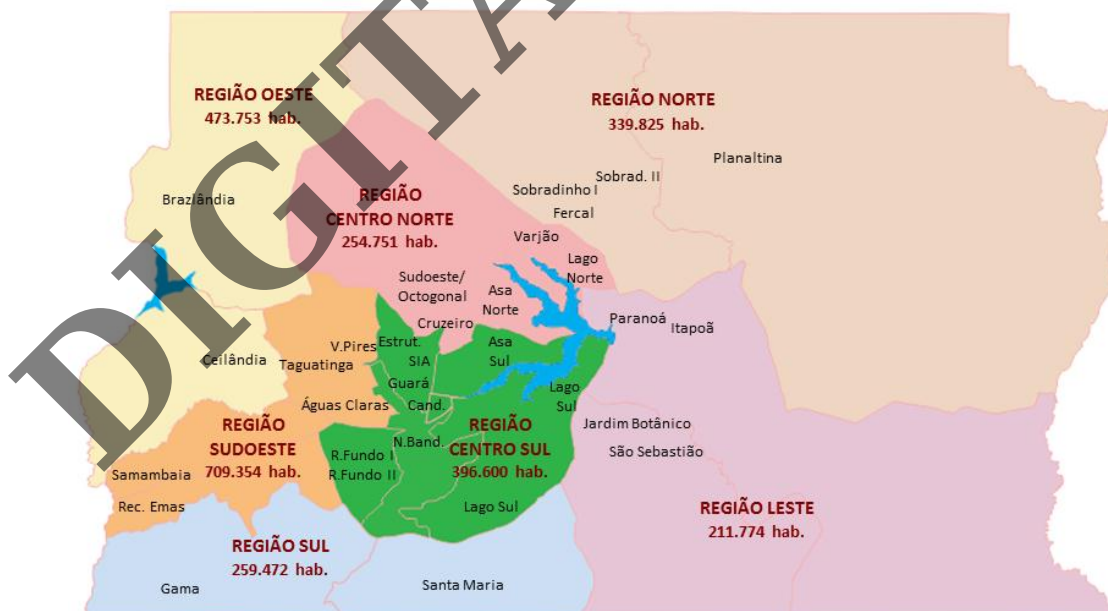 DIGITA
REGIÃO OESTE
473.753 hab.
Brazlândia
Ceilândia
REGIÃO NORTE
339.825 hab.
Planaltina
Sobrad. II
Sobradinho I
Fercal
REGIÃO
CENTRO NORTE
254.751 hab.
Varjão
Lago
Norte
Sudoeste/
Octogonal
Asa
Norte
Cruzeiro
Paranoá
Itapoã
V.Pires
Estrut.
SIA
Asa
Sul
Taguatinga
Guará
Lago
Sul
Águas Claras
Cand.
Jardim Botânico
REGIÃO
SUDOESTE
709.354 hab.
N.Band.
REGIÃO
CENTRO SUL
396.600 hab.
São Sebastião
R.Fundo I
R.Fundo II
Samambaia
Rec. Emas
Lago Sul
REGIÃO LESTE
211.774 hab.
REGIÃO SUL
259.472 hab.
Gama
Santa Maria